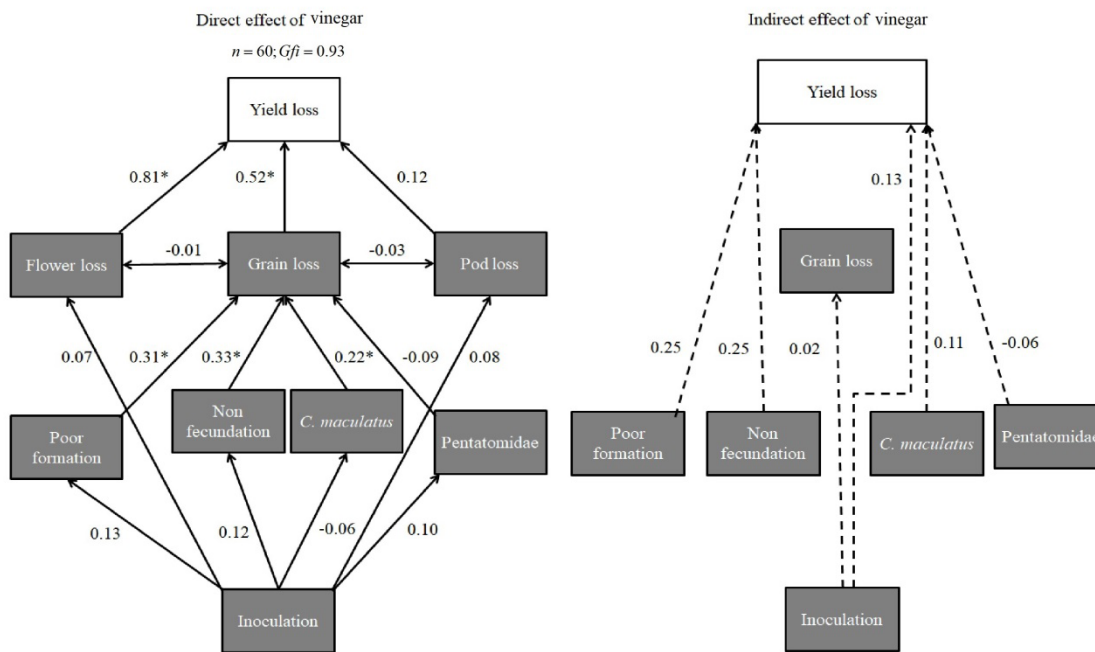 Direct effect of vinegar
n = 60; Gfi = 0.93
Yield loss
0.81*
0.52*
0.12
Flower loss
-0.01
Grain loss
-0.03
Pod loss
0.07
0.31*
0.33*
0.22*
-0.09
0.08
Poor
formation
Non
fecundation
C. maculatus
Pentatomidae
0.13
0.12
-0.06
0.10
Inoculation
Indirect effect of vinegar
Yield loss
0.13
Grain loss
0.25
0.25
0.02
0.11
-0.06
Poor
formation
Non
fecundation
C. maculatus
Pentatomidae
Inoculation